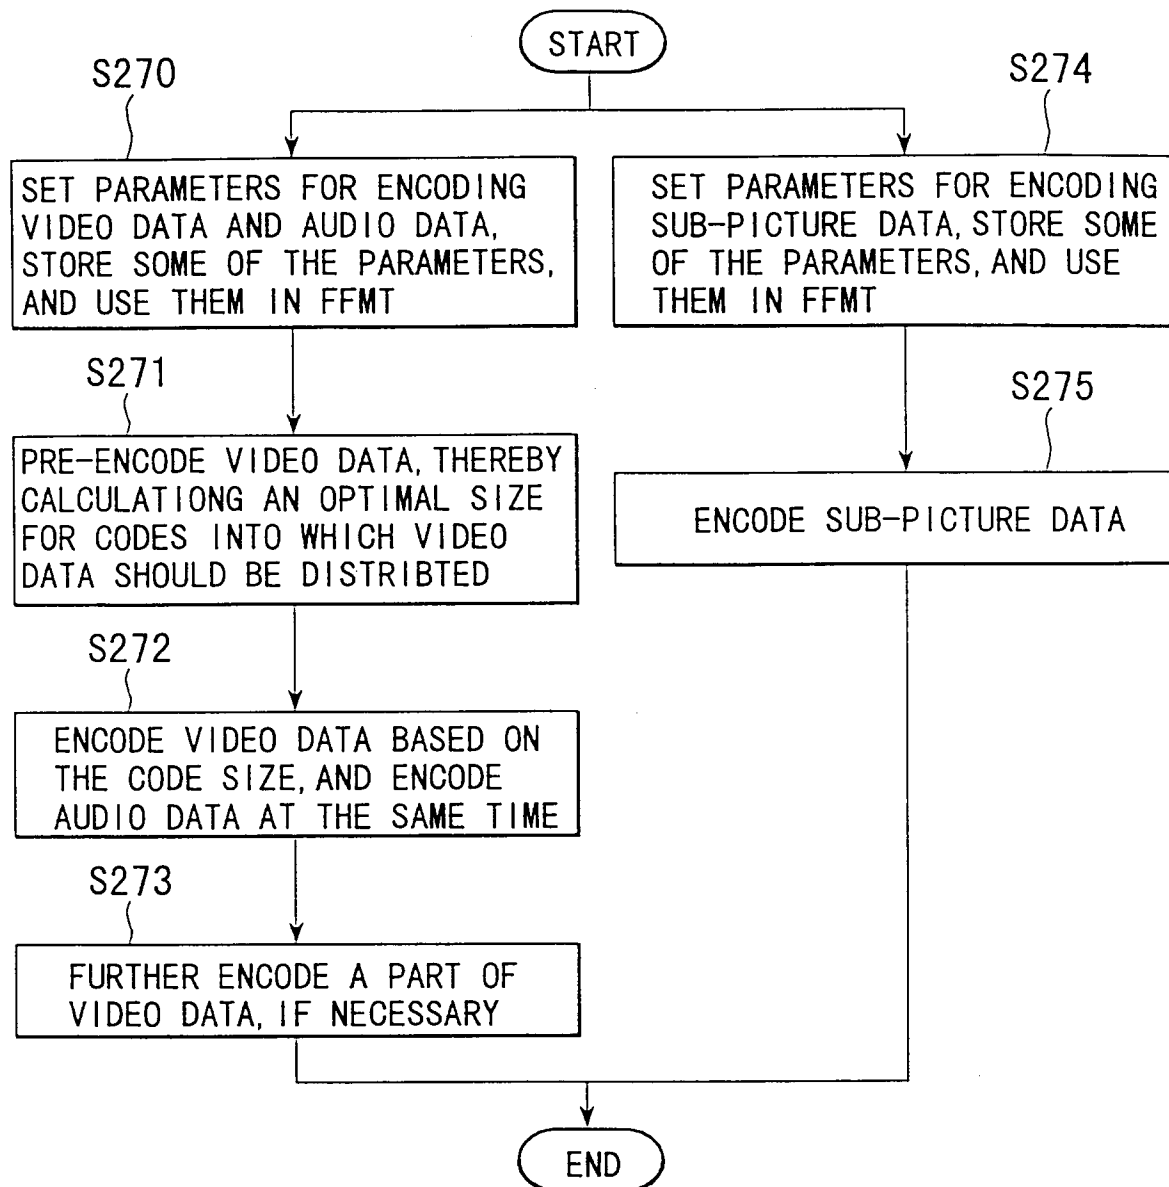 START
S270
SET PARAMETERS FOR ENCODING
VIDEO DATA AND AUDIO DATA,
STORE SOME OF THE PARAMETERS,
AND USE THEM IN FFMT
S271
PRE-ENCODE VIDEO DATA, THEREBY
CALCULATIONG AN OPTIMAL SIZE
FOR CODES INTO WHICH VIDEO
DATA SHOULD BE DISTRIBTED
S272
ENCODE VIDEO DATA BASED ON
THE CODE SIZE, AND ENCODE
AUDIO DATA AT THE SAME TIME
S273
FURTHER ENCODE A PART OF
VIDEO DATA, IF NECESSARY
S274
SET PARAMETERS FOR ENCODING
SUB-PICTURE DATA, STORE SOME
OF THE PARAMETERS, AND USE
THEM IN FFMT
S275
ENCODE SUB-PICTURE DATA
END